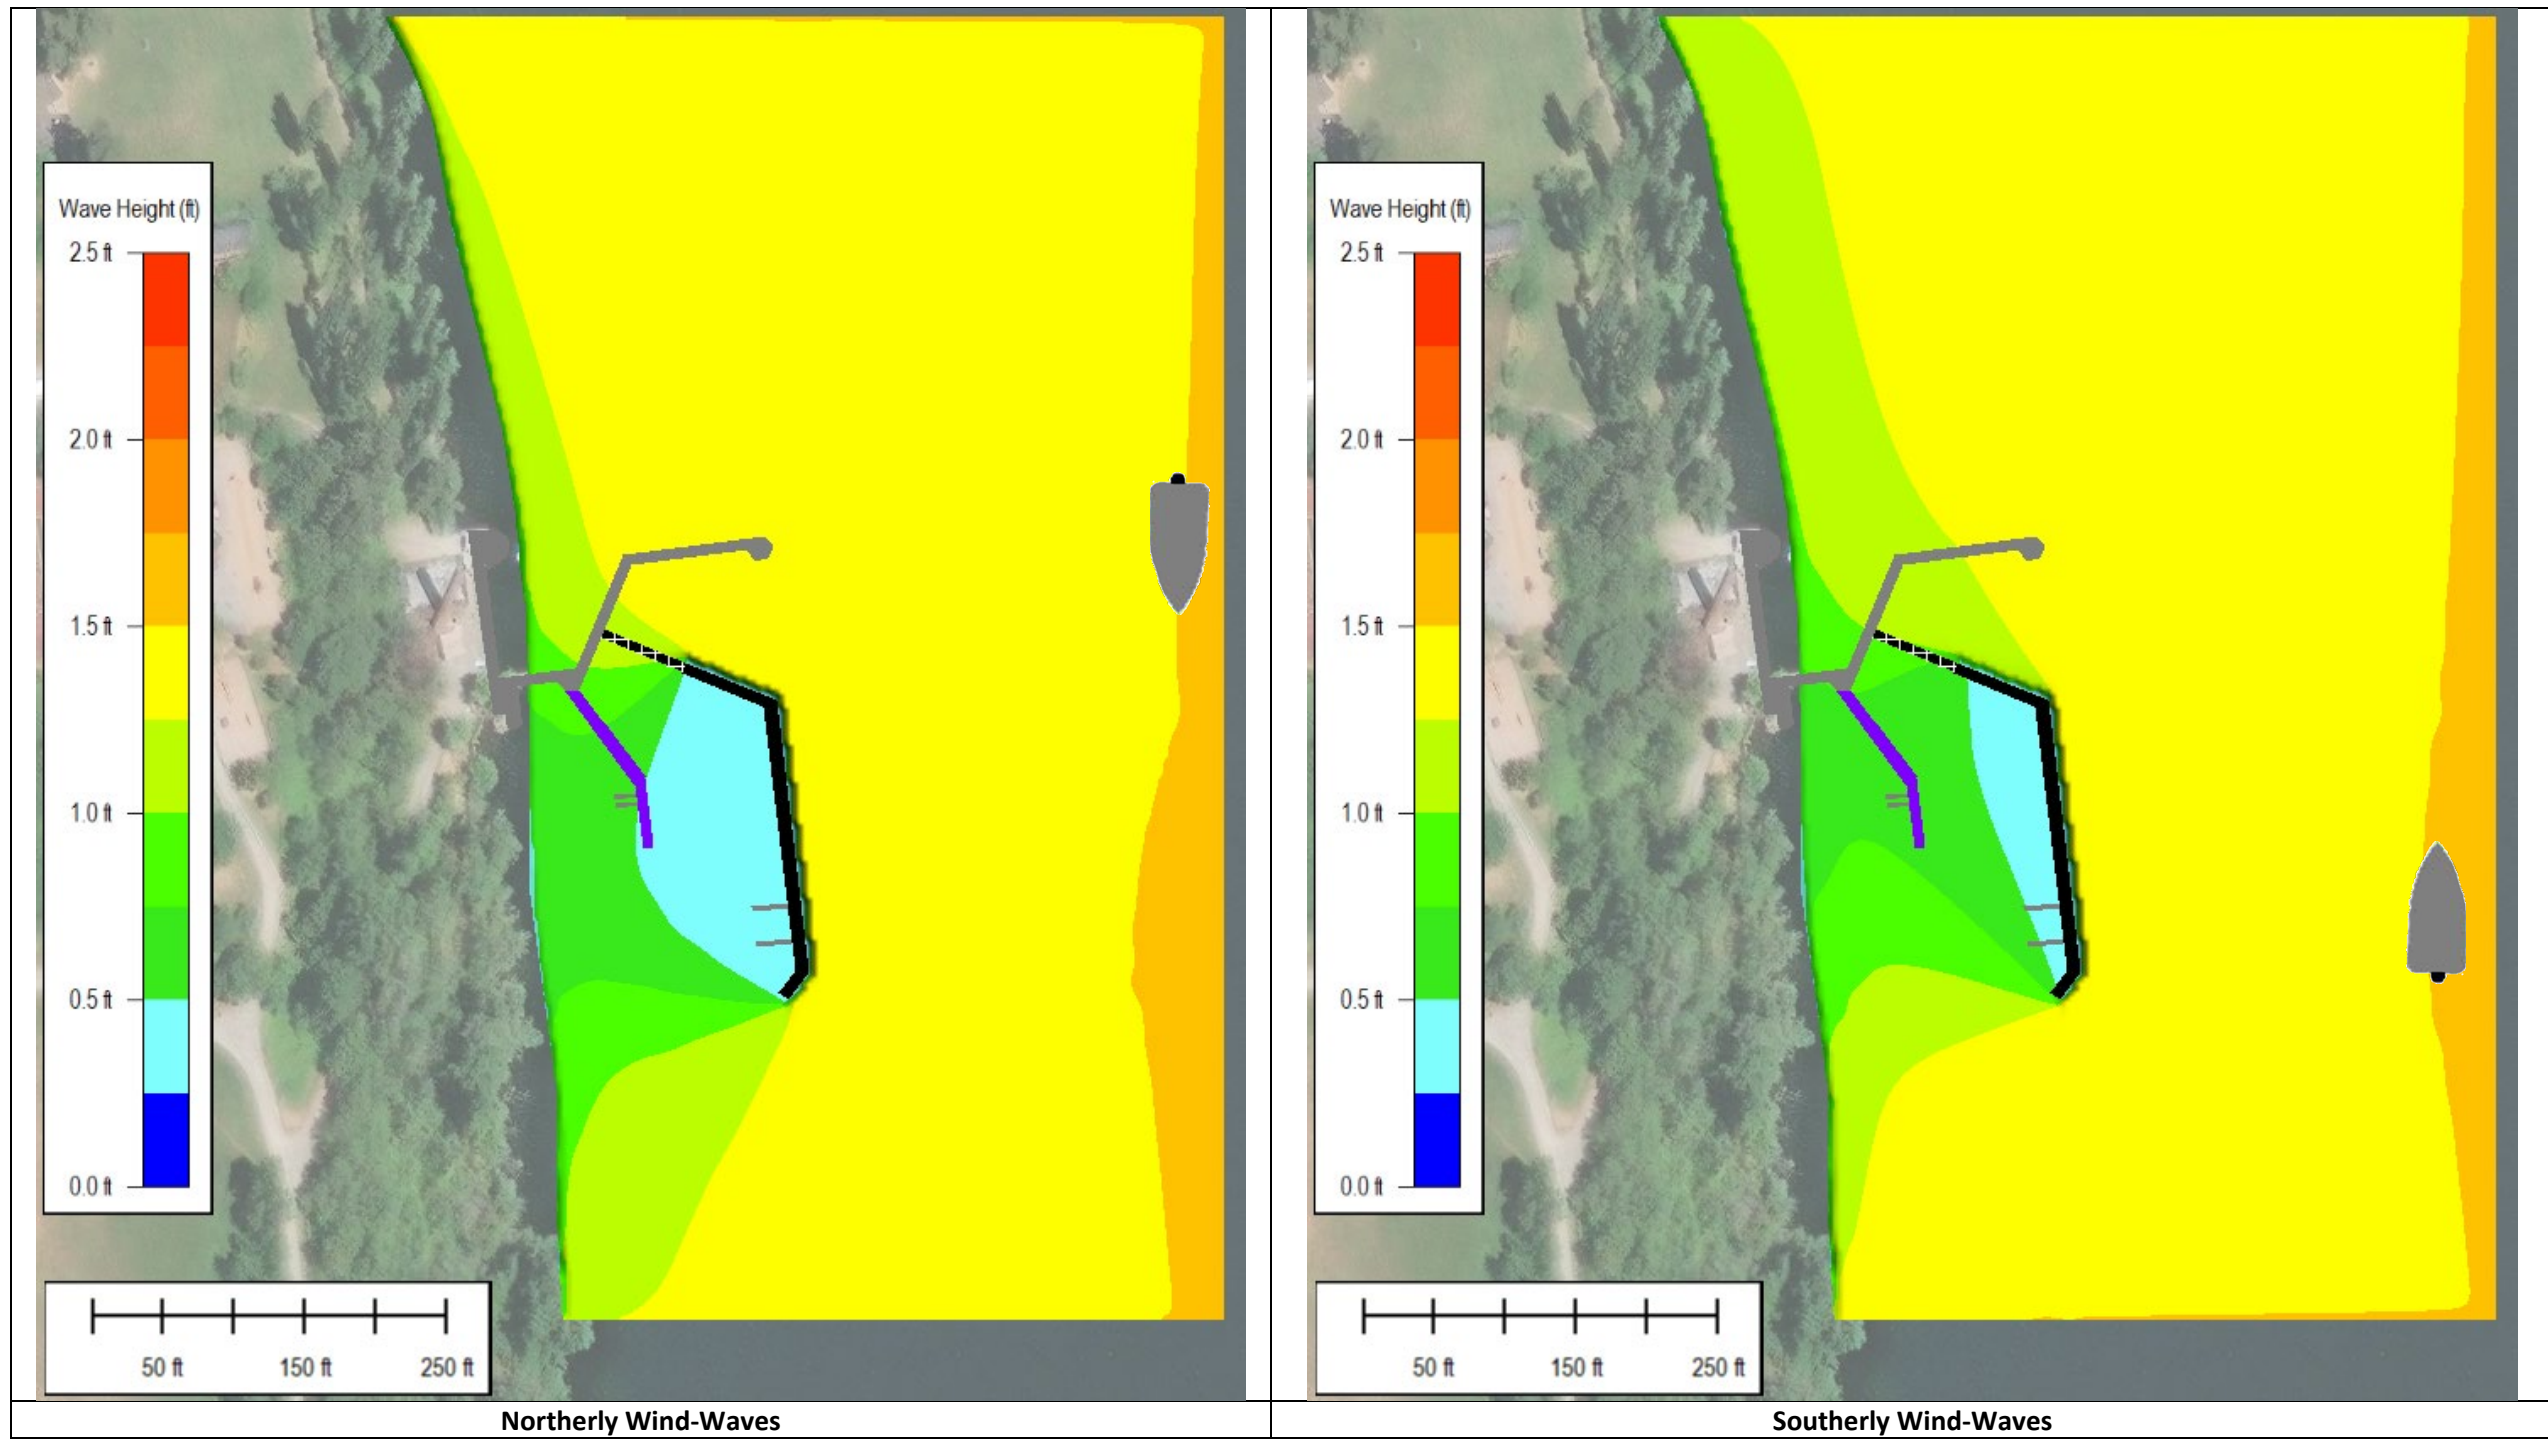 Wave Height (ft)
2.5 ft
2.0 ft
1.5 ft
1.0 ft
0.5 ft
0.0 ft
50 ft 150 ft 250 ft
Northerly Wind-Waves
Wave Height (ft)
2.5 ft
2.0 ft
1.5 ft
1.0 ft
0.5 ft
0.0 ft
50 ft 150 ft 250 ft
Southerly Wind-Waves